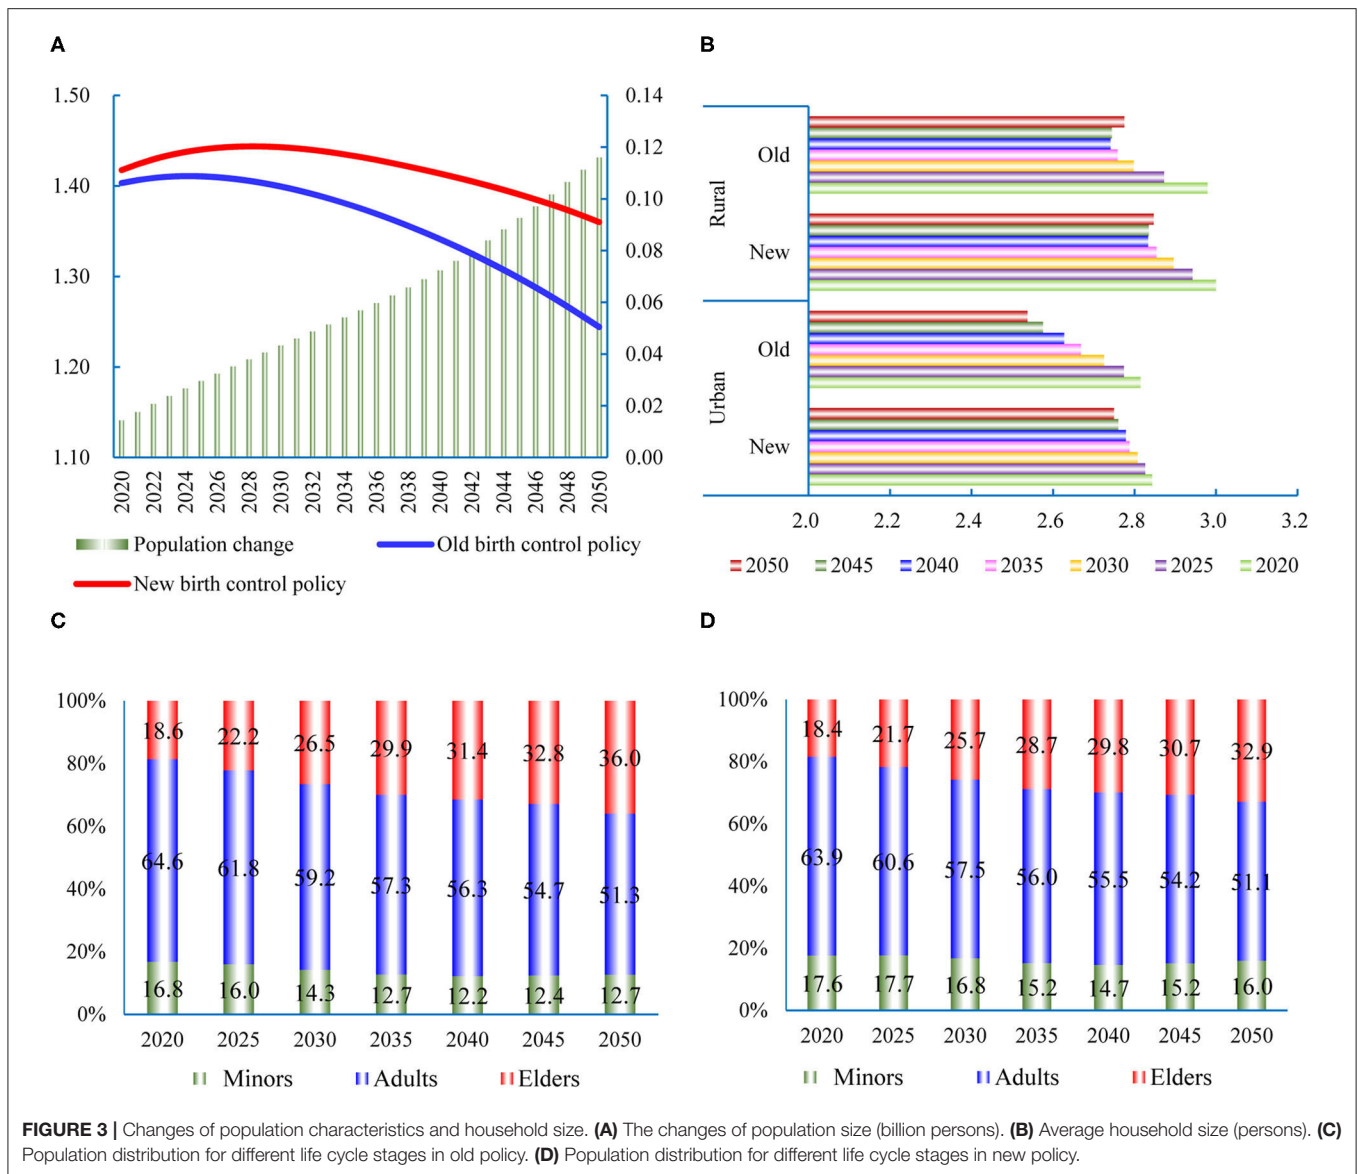 A
1.50
1.40
1.30
1.20
1.10
0.14
0.12
0.10
0.08
0.06
0.04
0.02
0.00
2020
2022
2024
2026
2028
2030
2032
2034
2036
2038
2040
2042
2044
2046
2048
2050
Population change
Old birth control policy
New birth control policy
B
Rural
Old
New
Urban
Old
New
2.0 2.2 2.4 2.6 2.8 3.0 3.2
2050 2045 2040 2035 2030 2025 2020
C
100%
80%
60%
40%
20%
0%
18.6 22.2 26.5 29.9 31.4 32.8 36.0
64.6 61.8 59.2 57.3 56.3 54.7 51.3
16.8 16.0 14.3 12.7 12.2 12.4 12.7
2020 2025 2030 2035 2040 2045 2050
Minors Adults Elders
D
100%
80%
60%
40%
20%
0%
18.4 21.7 25.7 28.7 29.8 30.7 32.9
63.9 60.6 57.5 56.0 55.5 54.2 51.1
17.6 17.7 16.8 15.2 14.7 15.2 16.0
2020 2025 2030 2035 2040 2045 2050
Minors Adults Elders
FIGURE 3 | Changes of population characteristics and household size. (A) The changes of population size (billion persons). (B) Average household size (persons). (C)
Population distribution for different life cycle stages in old policy. (D) Population distribution for different life cycle stages in new policy.